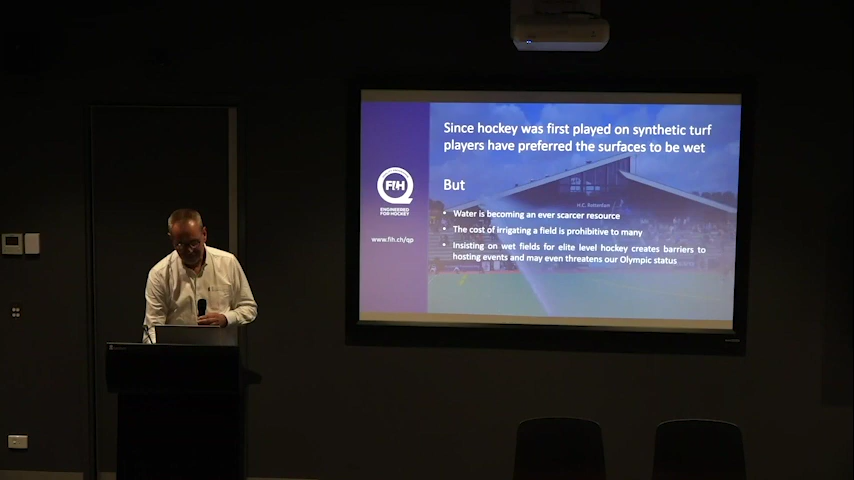 Since hockey was first played on synthetic turf
players have preferred the surfaces to be wet
FIH
ENGINEERED
FOR HOCKEY
www.fih.ch/qp
But
H.C. Rotterdam
• Water is becoming an ever scarcer resource
• The cost of irrigating a field is prohibitive to many
• Insisting on wet fields for elite level hockey creates barriers to
hosting events and may even threatens our Olympic status